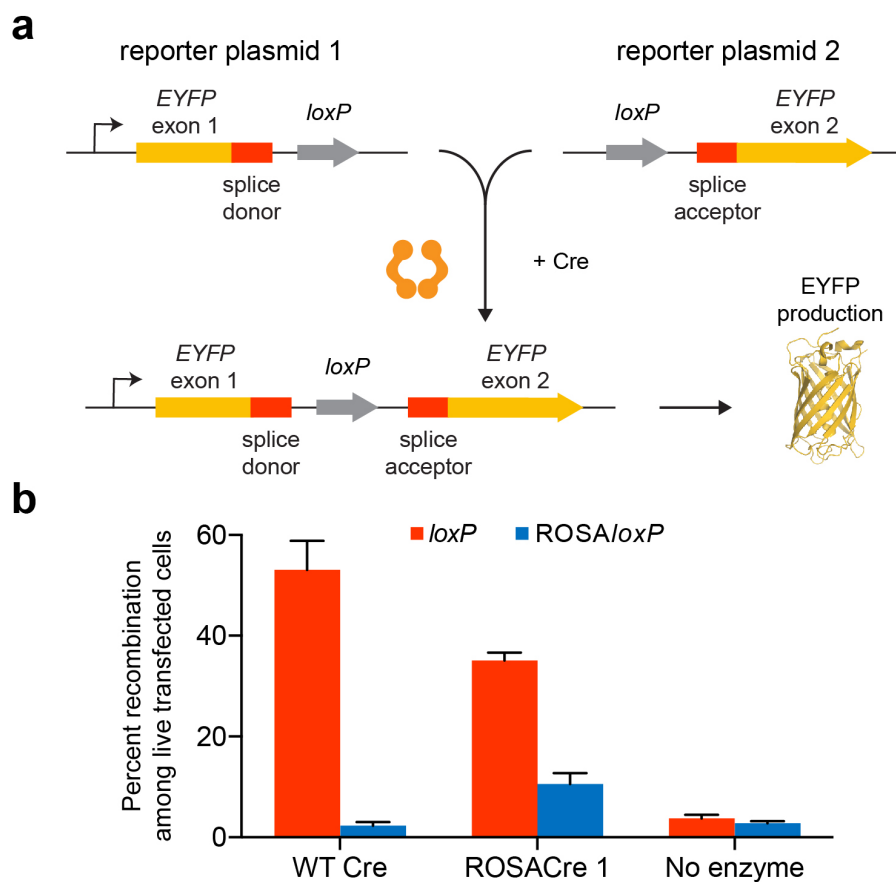 a
reporter plasmid 1
reporter plasmid 2
EYFP
exon 1
loxP
splice
donor
loxP
EYFP
exon 2
splice
acceptor
+ Cre
EYFP
production
EYFP
exon 1
loxP
EYFP
exon 2
splice
donor
splice
acceptor
b
Percent recombination
among live transfected cells
60
40
20
0
loxP
ROSAloxP
WT Cre
ROSACre 1
No enzyme